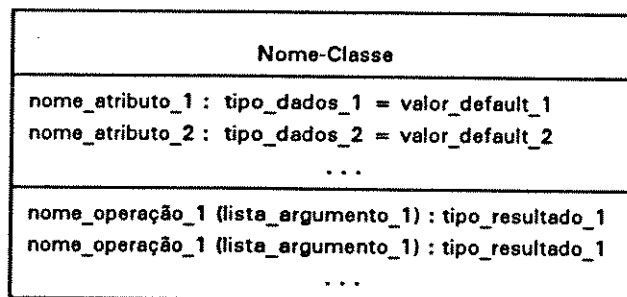 Nome-Classe
nome_atributo_1 : tipo_dados_1 = valor_default_1
nome_atributo_2 : tipo_dados_2 = valor_default_2
...
nome_operação_1 (lista_argumento_1) : tipo_resultado_1
nome_operação_1 (lista_argumento_1) : tipo_resultado_1
...